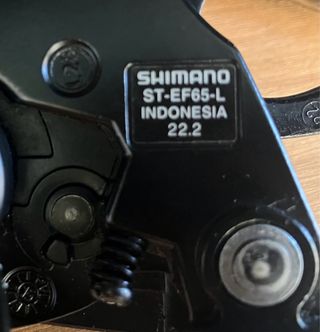 SHIMANO
ST-EF65-L
INDONESIA
22.2